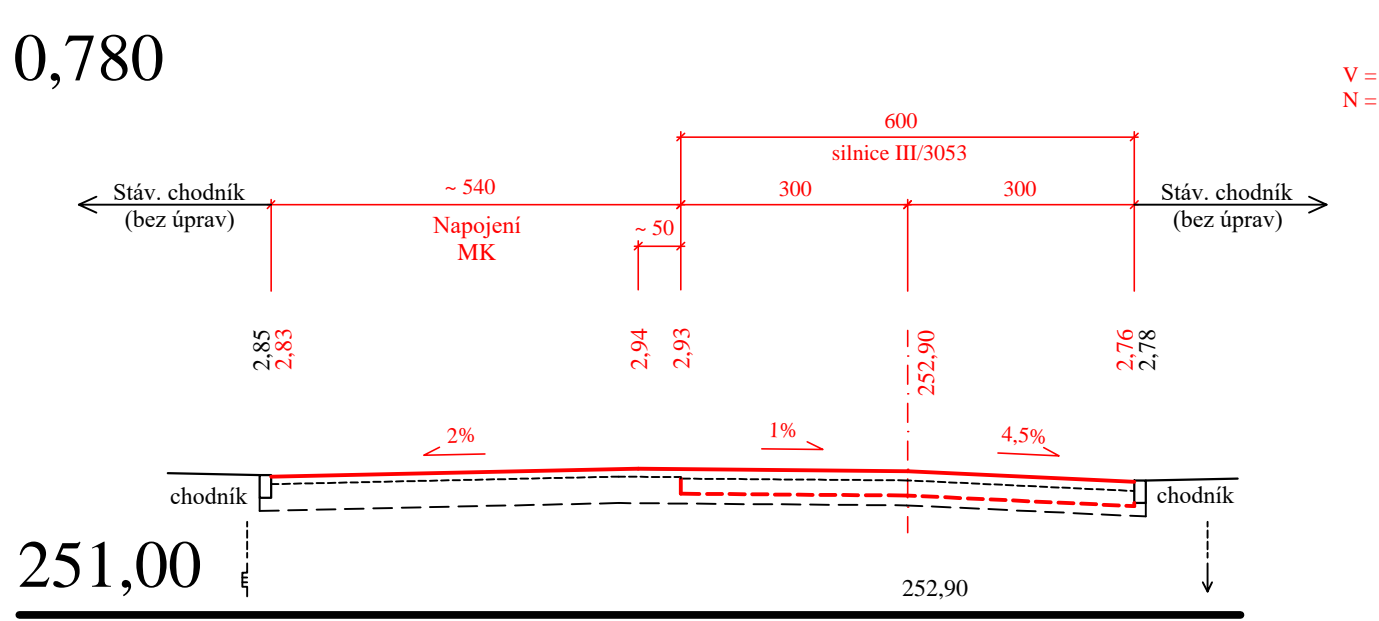 0,780
V =
N =
600
silnice III/3053
Stáv. chodník
(bez úprav)
~ 540
300
300
Stáv. chodník
(bez úprav)
Napojení
MK
~ 50
2,85
2,83
2,94
2,93
252,90
2,76
2,78
2%
1%
4,5%
chodník
chodník
251,00
252,90